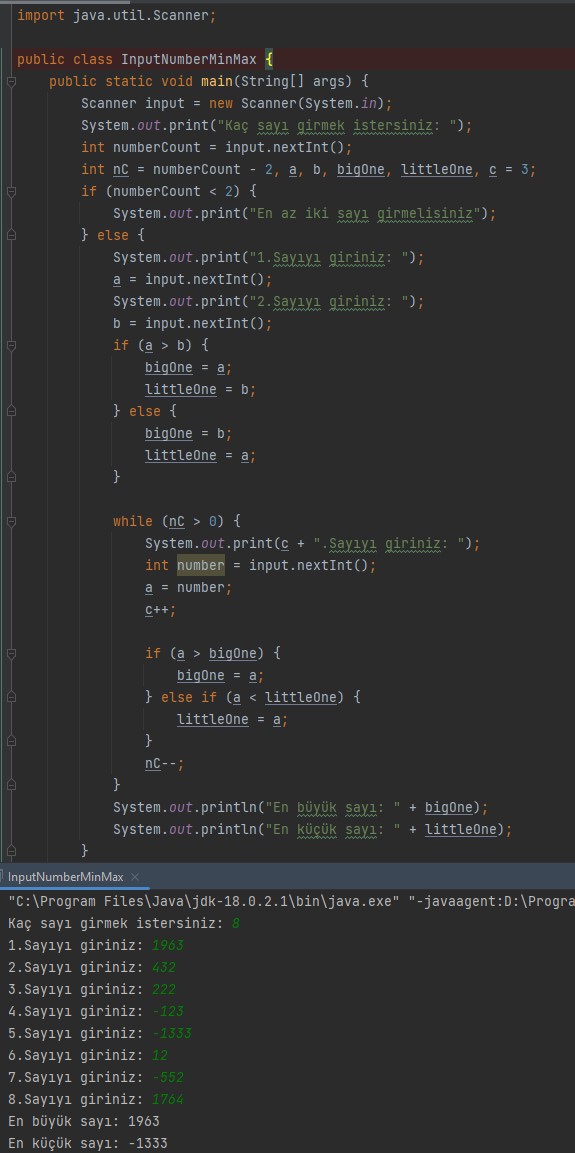 import java.util.Scanner;
public class InputNumberMinMax {
public static void main(String[] args) {
Scanner input = new Scanner(System.in);
System.out.print("Kaç sayı girmek istersiniz: ");
int numberCount = input.nextInt();
int nC = numberCount - 2, a, b, bigOne, littleOne, c = 3;
if (numberCount < 2) {
System.out.print("En az iki sayı girmelisiniz");
} else {
System.out.print("1.Sayıyı giriniz: ");
a = input.nextInt();
System.out.print("2.Sayıyı giriniz: ");
b = input.nextInt();
if (a > b) {
bigOne = a;
littleOne = b;
} else {
bigOne = b;
littleOne = a;
}
while (nC > 0) {
System.out.print(c + ".Sayıyı giriniz: ");
int number = input.nextInt();
a = number;
c++;
if (a > bigOne) {
bigOne = a;
} else if (a < littleOne) {
littleOne = a;
}
nC--;
}
System.out.println("En büyük sayı: " + bigOne);
System.out.println("En küçük sayı: " + littleOne);
}
InputNumberMinMax
"C:\Program Files\Java\jdk-18.0.2.1\bin\java.exe" "-javaagent:D:\Progra
Kaç sayı girmek istersiniz: 8
1.Sayıyı giriniz: 1963
2.Sayıyı giriniz: 432
3.Sayıyı giriniz: 222
4.Sayıyı giriniz: -123
5.Sayıyı giriniz: -1333
6.Sayıyı giriniz: 12
7.Sayıyı giriniz: -552
8.Sayıyı giriniz: 1764
En büyük sayı: 1963
En küçük sayı: -1333